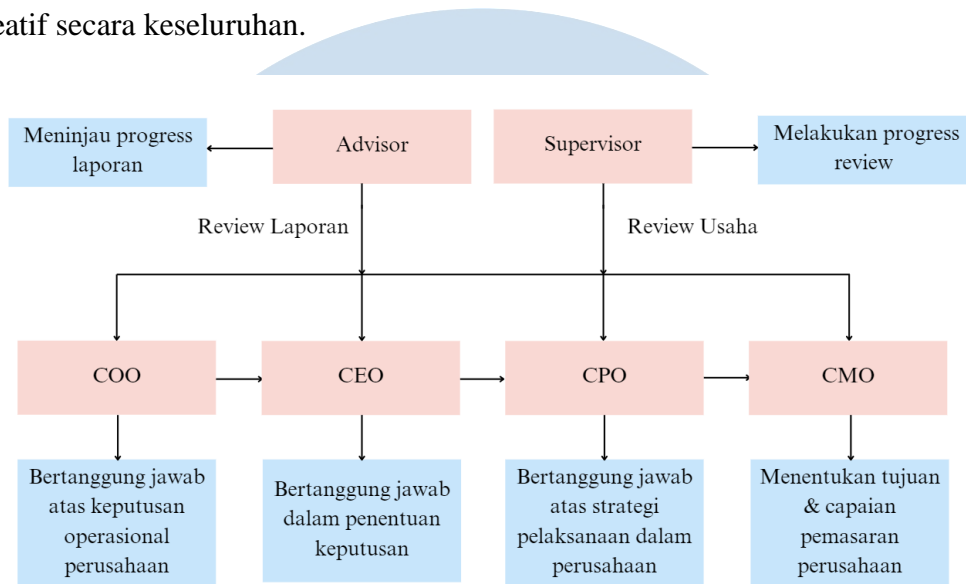 eatif secara keseluruhan.
Meninjau progress
laporan
Advisor
Supervisor
Melakukan progress
review
Review Laporan
Review Usaha
COO
CEO
CPO
CMO
Bertanggung jawab
atas keputusan
operasional
perusahaan
Bertanggung jawab
dalam penentuan
keputusan
Bertanggung jawab
atas strategi
pelaksanaan dalam
perusahaan
Menentukan tujuan
& capaian
pemasaran
perusahaan